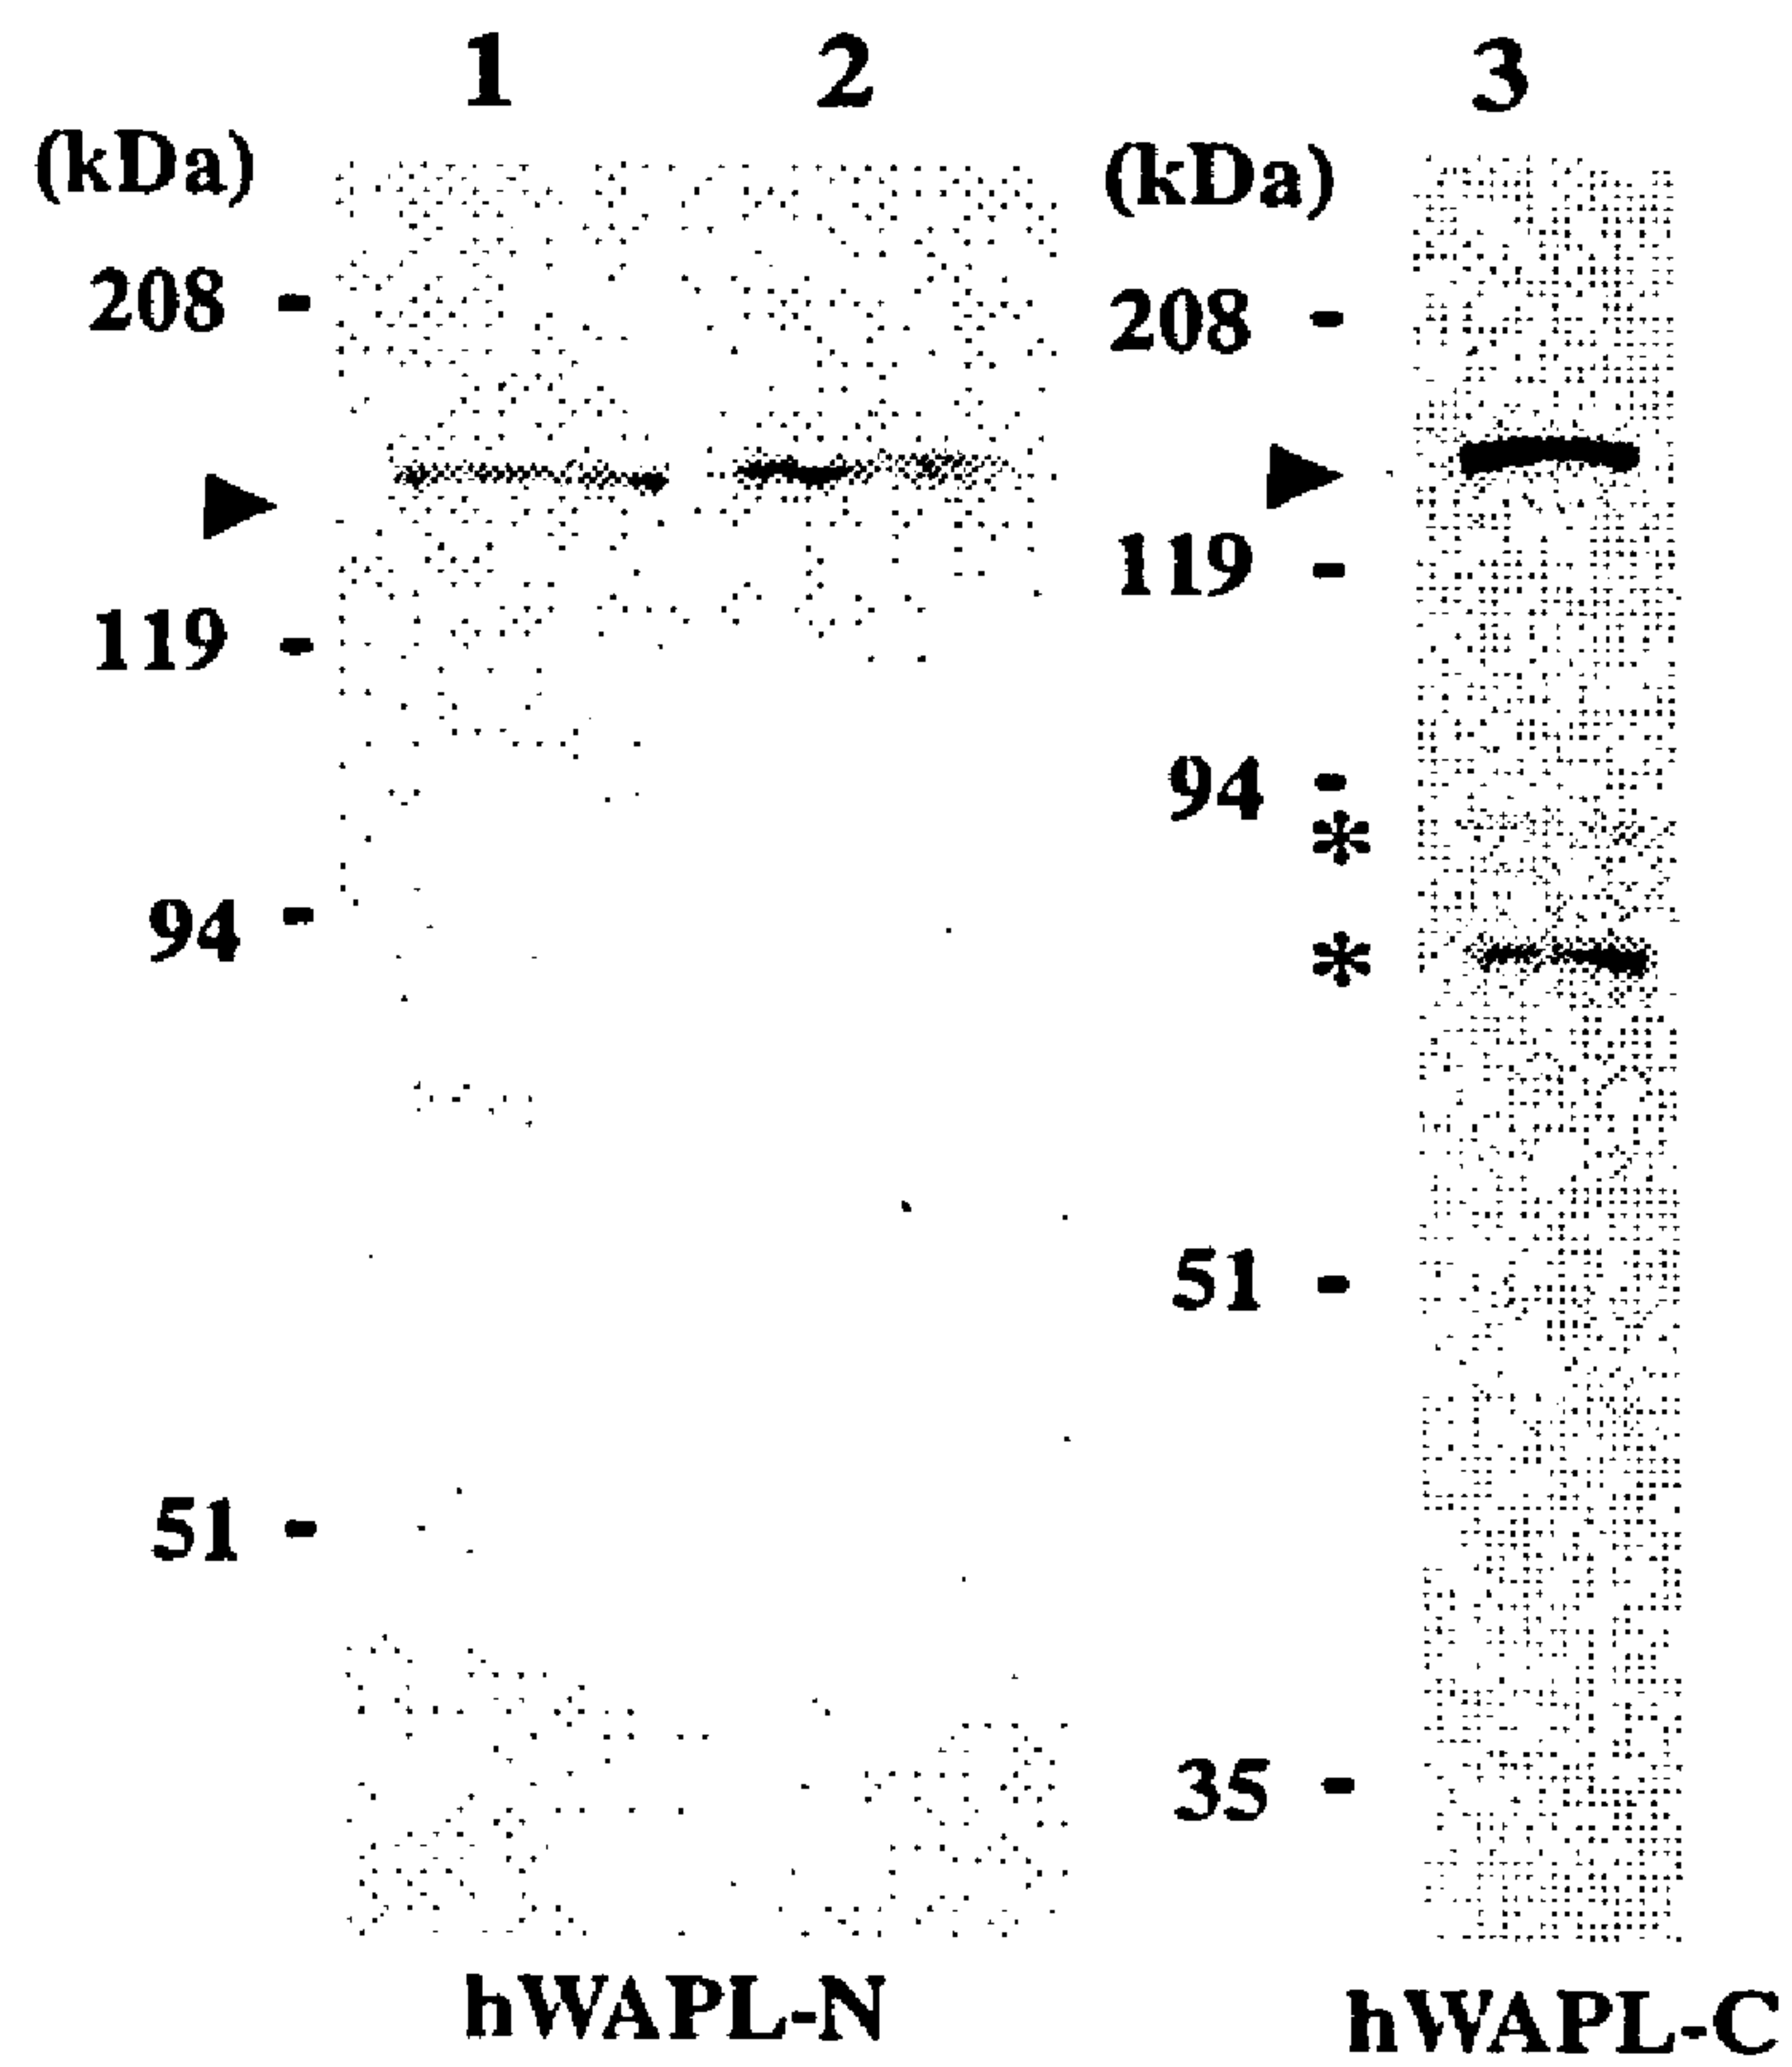 1 2 3
(kDa) (kDa)
208 - 208 -
119 -
119 -
94 -
*
94 -
*
51 -
51 -
35 -
hWAPL-N hWAPL-C